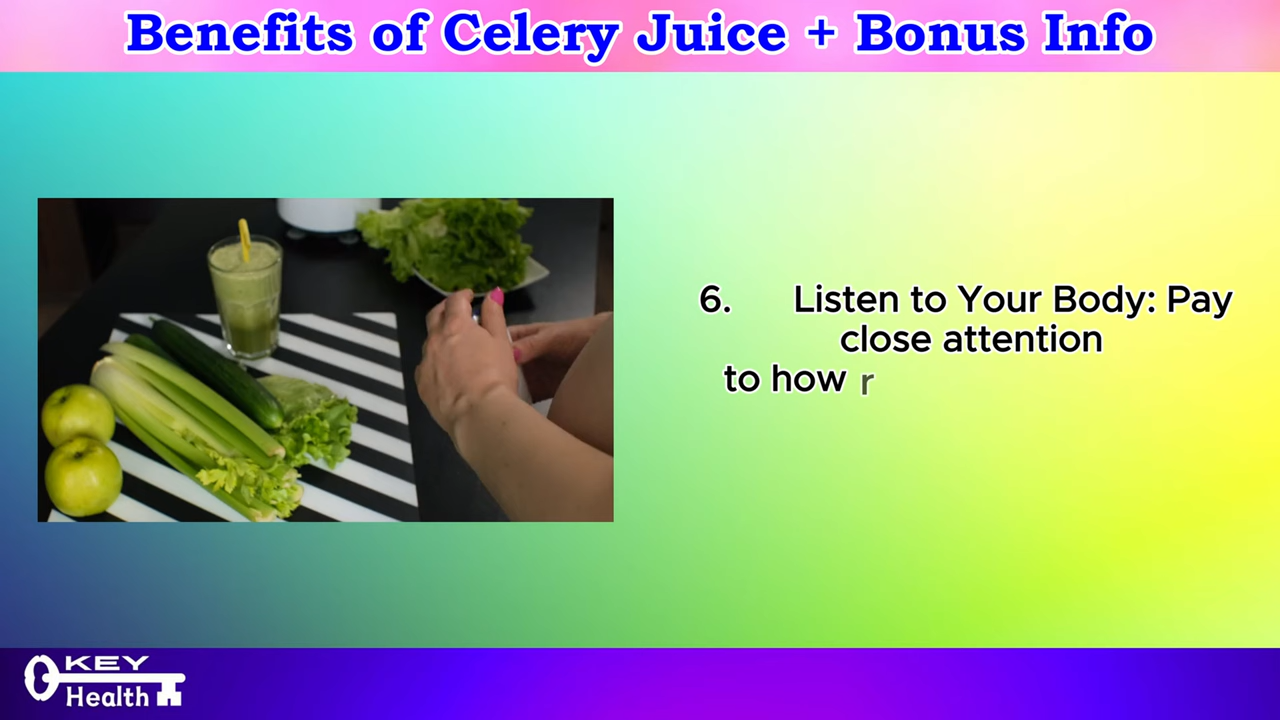 Benefits of Celery Juice + Bonus Info
6. Listen to Your Body: Pay
close attention
to how r
KEY
Health